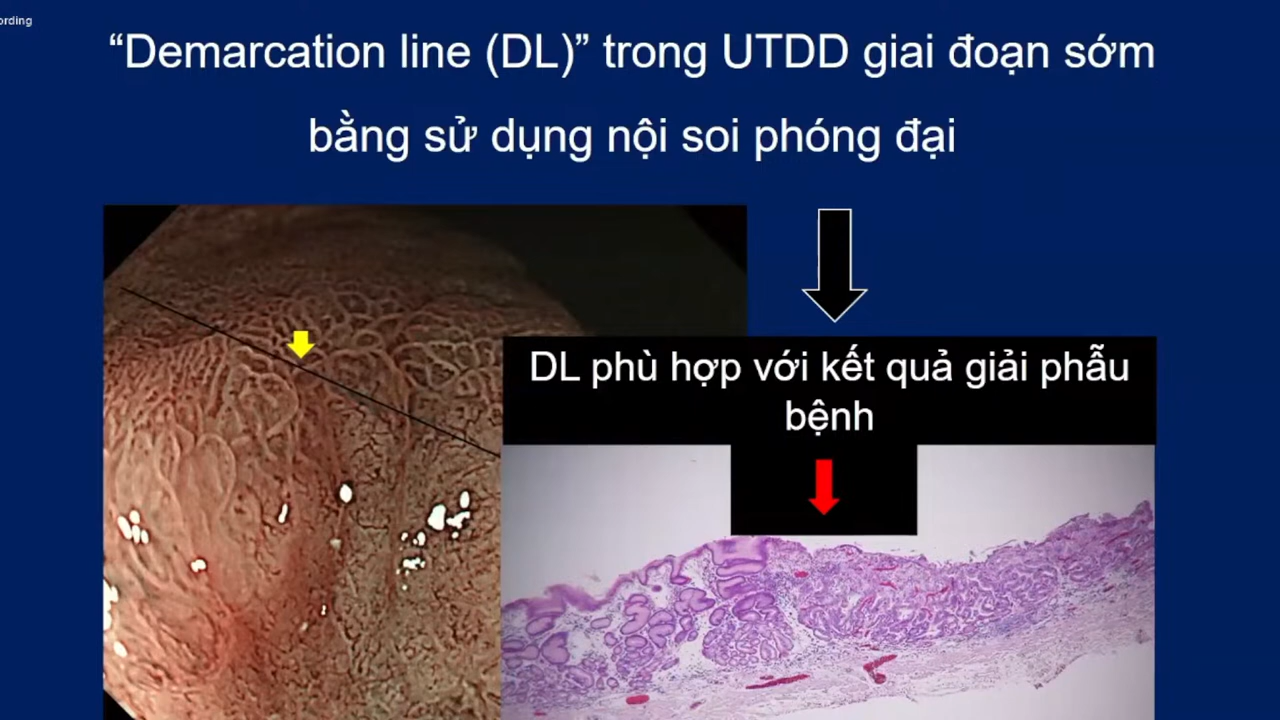 ording
“Demarcation line (DL)” trong UTDD giai đoạn sớm
bằng sử dụng nội soi phóng đại
DL phù hợp với kết quả giải phẫu
bệnh